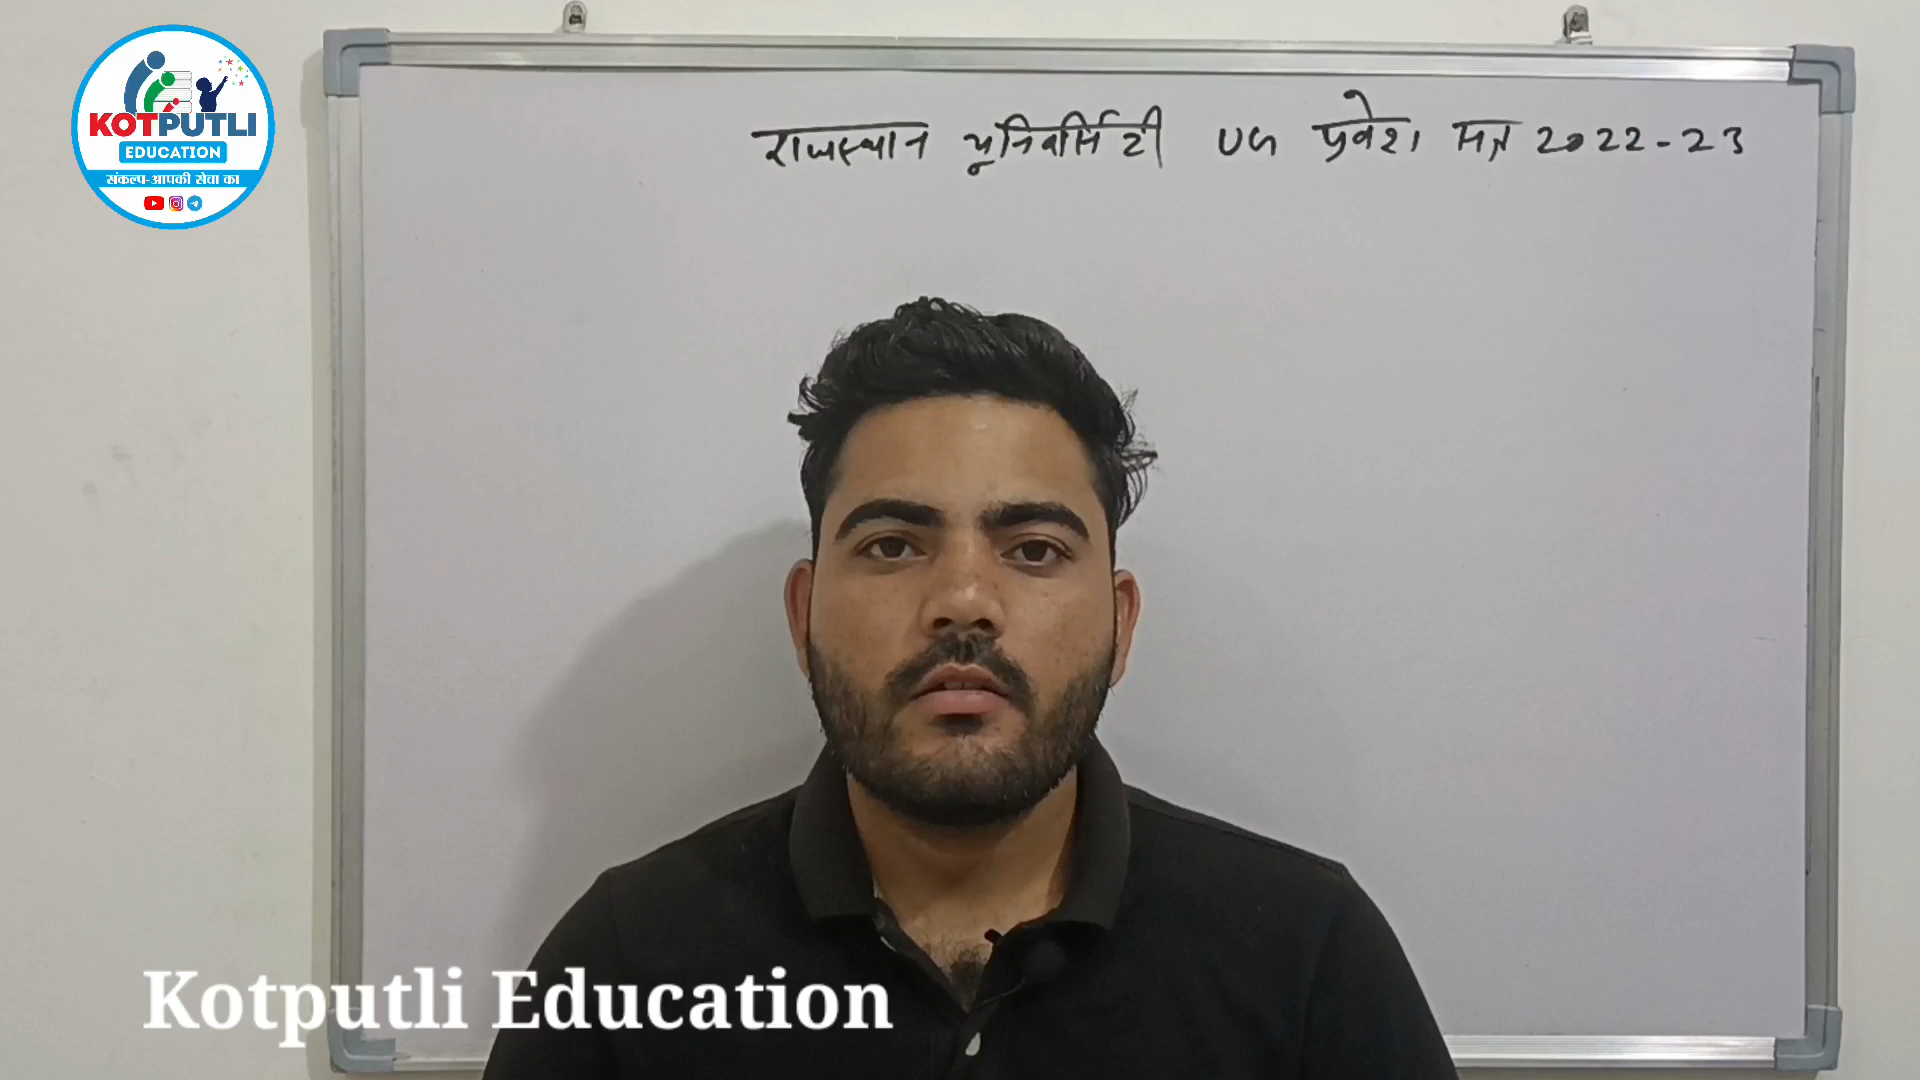 KOTPUTLI
EDUCATION
संकल्प-आपकी सेवा का
राजस्थान यूनिवर्सिटी UG प्रवेश सत्र 2022-23
Kotputli Education